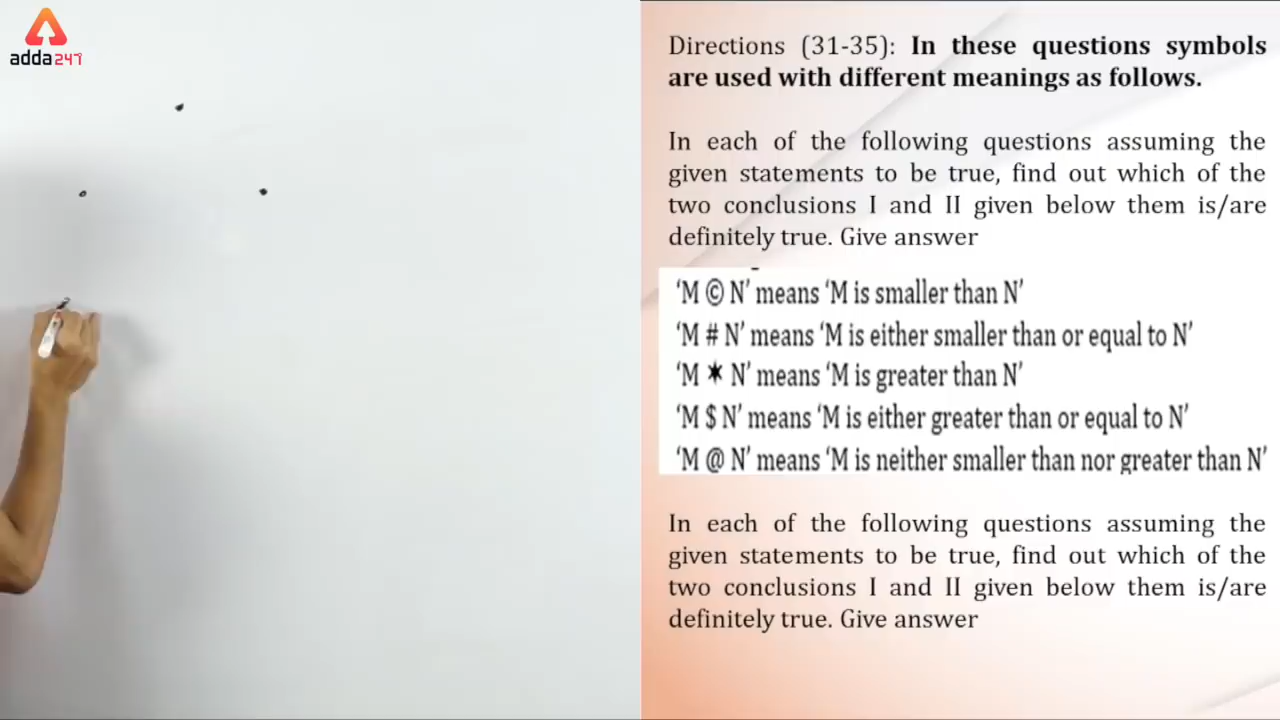 adda247
Directions (31-35): In these questions symbols
are used with different meanings as follows.
In each of the following questions assuming the
given statements to be true, find out which of the
two conclusions I and II given below them is/are
definitely true. Give answer
‘M © N’ means ‘M is smaller than N’
‘M # N’ means ‘M is either smaller than or equal to N’
‘M ✶ N’ means ‘M is greater than N’
‘M $ N’ means ‘M is either greater than or equal to N’
‘M @ N’ means ‘M is neither smaller than nor greater than N’
In each of the following questions assuming the
given statements to be true, find out which of the
two conclusions I and II given below them is/are
definitely true. Give answer